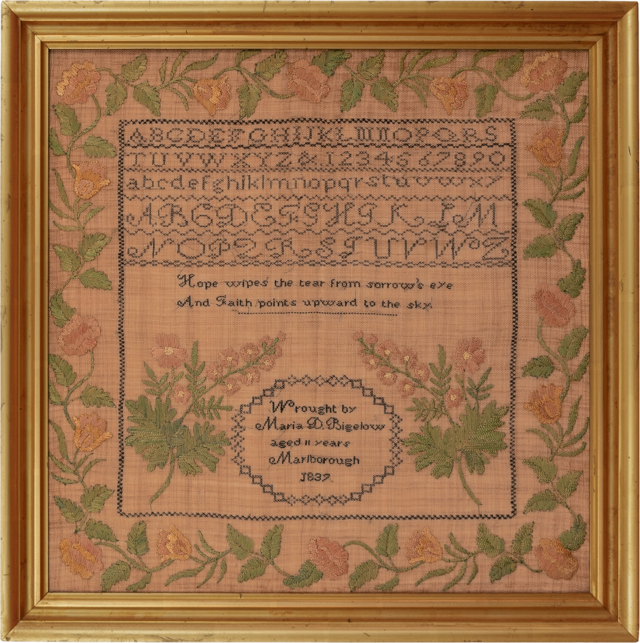 ABCDEFGHIJKLMNOPQRS
TUVWXYZ&1234567890
abcdefghiklmnopqrstuvwxy
ABCDEFGHIKLM
NOPQRSTUVWZ
Hope wipes the tear from sorrow's eye
And Faith points upward to the sky.
Wrought by
Maria D. Bigelow
aged 11 years
Marlborough
1837